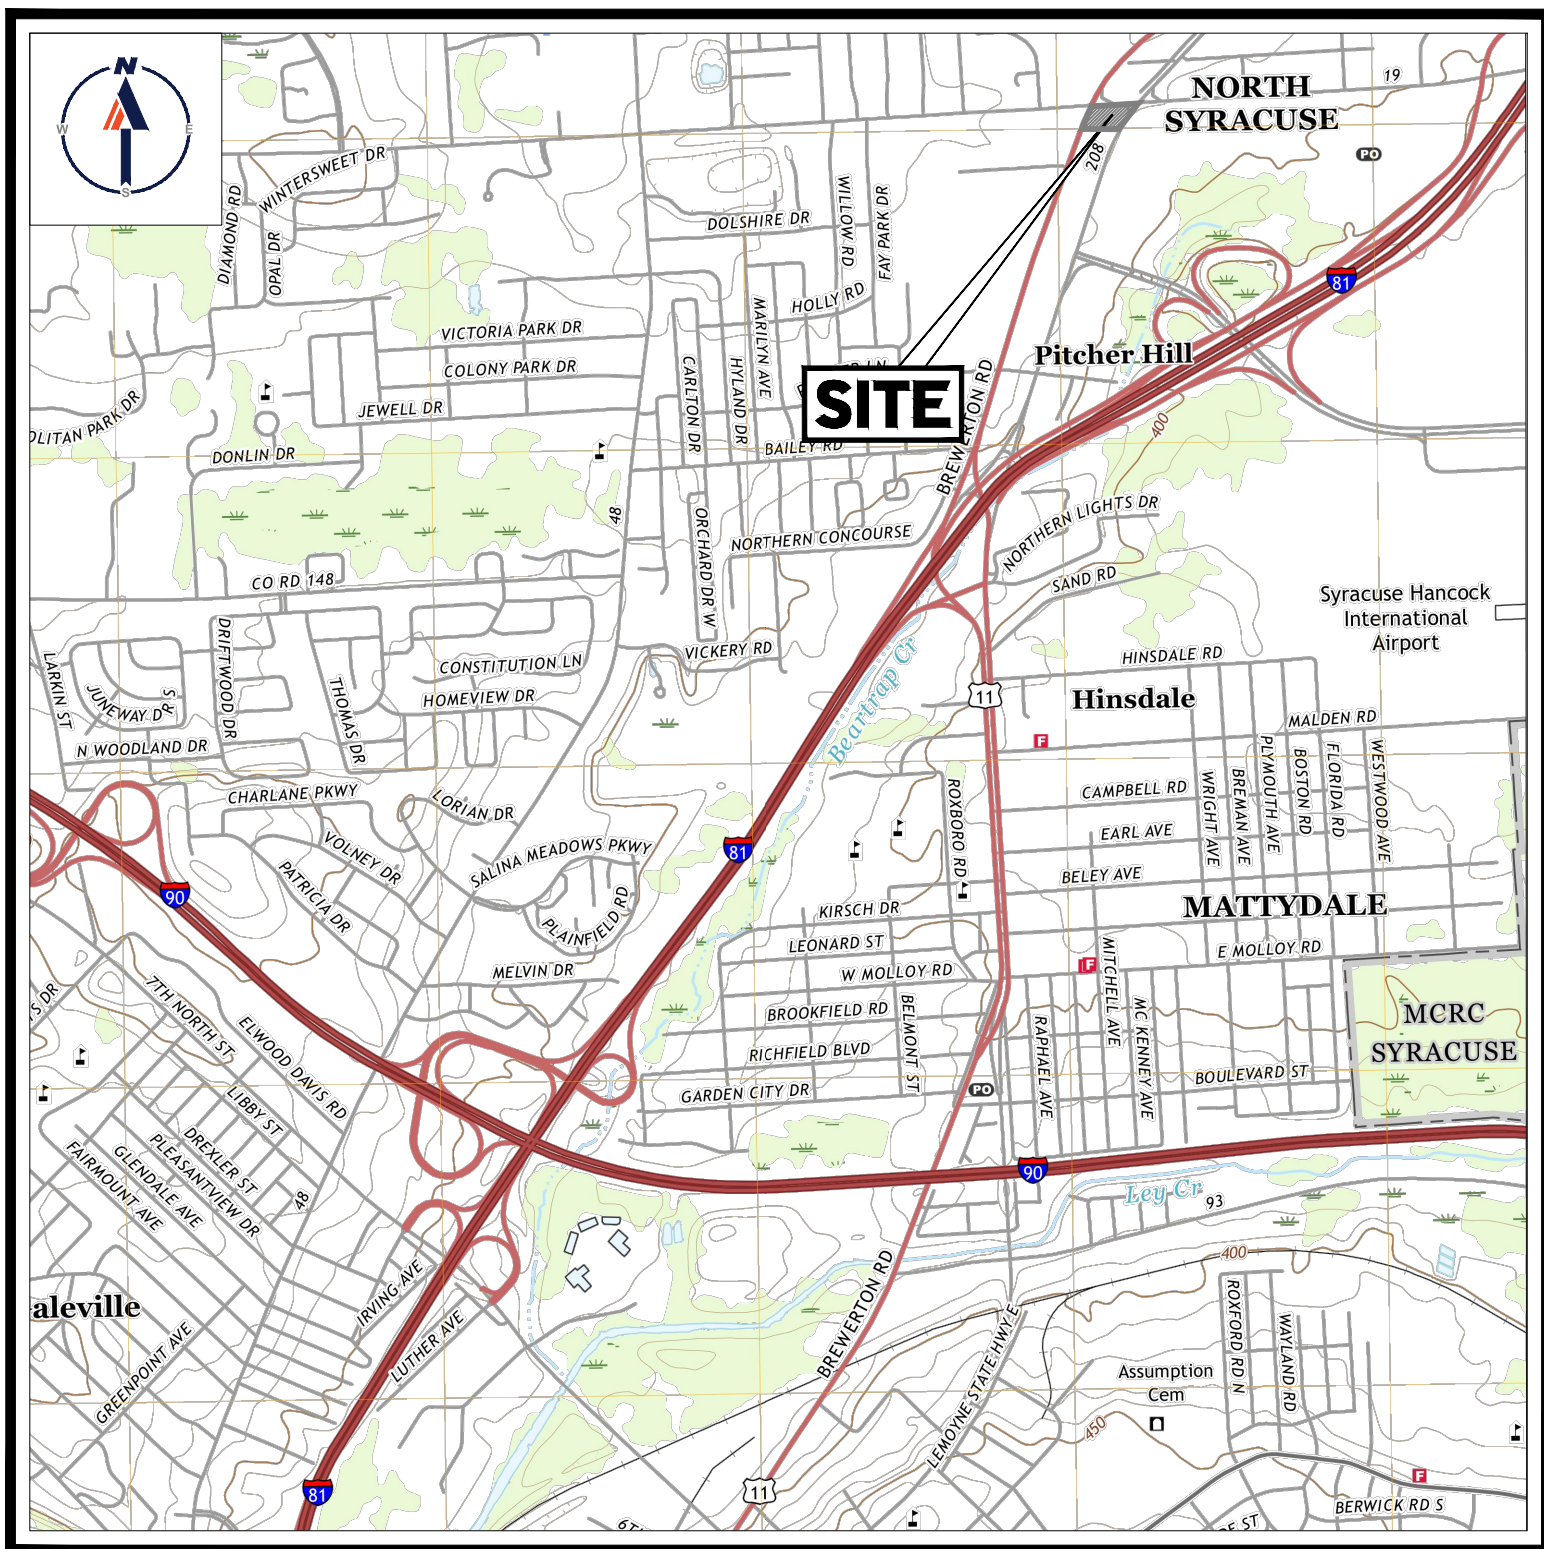 N
W
E
S
NORTH
SYRACUSE
19
PO
208
WINTERSWEET DR
DIAMOND RD
OPAL DR
DOLSHIRE DR
WILLOW RD
FAY PARK DR
HOLLY RD
MARILYN AVE
HYLAND DR
CARLTON DR
VICTORIA PARK DR
COLONY PARK DR
JEWELL DR
OLITAN PARK DR
DONLIN DR
SITE
BAILEY RD
BREWERTON RD
Pitcher Hill
81
400
48
ORCHARD DR W
NORTHERN CONCOURSE
NORTHERN LIGHTS DR
SAND RD
CO RD 148
Syracuse Hancock
International
Airport
LARKIN ST
JUNEWAY DR S
DRIFTWOOD DR
THOMAS DR
CONSTITUTION LN
HOMEVIEW DR
VICKERY RD
N WOODLAND DR
Beartrap Cr
11
HINSDALE RD
Hinsdale
F
MALDEN RD
CHARLANE PKWY
LORIAN DR
VOLNEY DR
PATRICIA DR
SALINA MEADOWS PKWY
PLAINFIELD RD
81
90
ROXBORO RD
CAMPBELL RD
EARL AVE
BELEY AVE
WRIGHT AVE
BREMAN AVE
PLYMOUTH AVE
BOSTON RD
FLORIDA RD
WESTWOOD AVE
MATTYDALE
KIRSCH DR
LEONARD ST
W MOLLOY RD
E MOLLOY RD
F
MELVIN DR
BROOKFIELD RD
RICHFIELD BLVD
GARDEN CITY DR
BELMONT ST
RAPHAEL AVE
MITCHELL AVE
MC KENNEY AVE
BOULEVARD ST
MCRC
SYRACUSE
PO
TS DR
7TH NORTH ST
ELWOOD DAVIS RD
LIBBY ST
DREXLER ST
PLEASANTVIEW DR
GLENDALE AVE
FAIRMOUNT AVE
48
90
Ley Cr
93
400
IRVING AVE
LUTHER AVE
aleville
GREENPOINT AVE
BREWERTON RD
LEMOYNE STATE HWY E
Assumption
Cem
450
ROXFORD RD N
WAYLAND RD
F
BERWICK RD S
81
11
6T